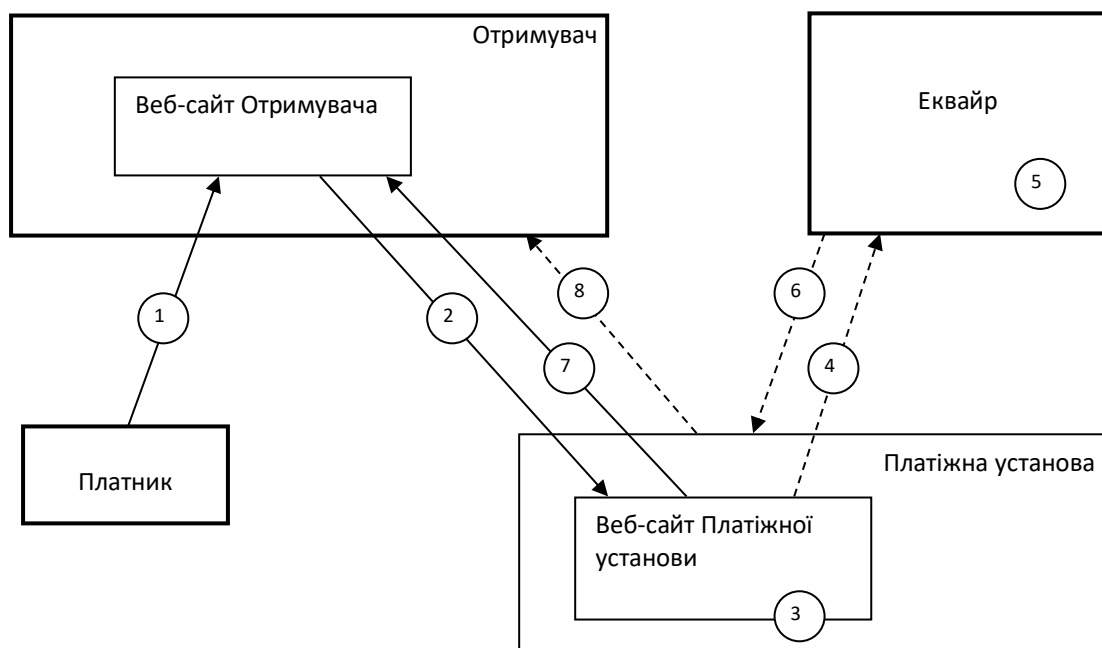 Отримувач
Веб-сайт Отримувача
Еквайр
5
1
2
8
6
7
4
Платник
Платіжна установа
Веб-сайт Платіжної
установи
3